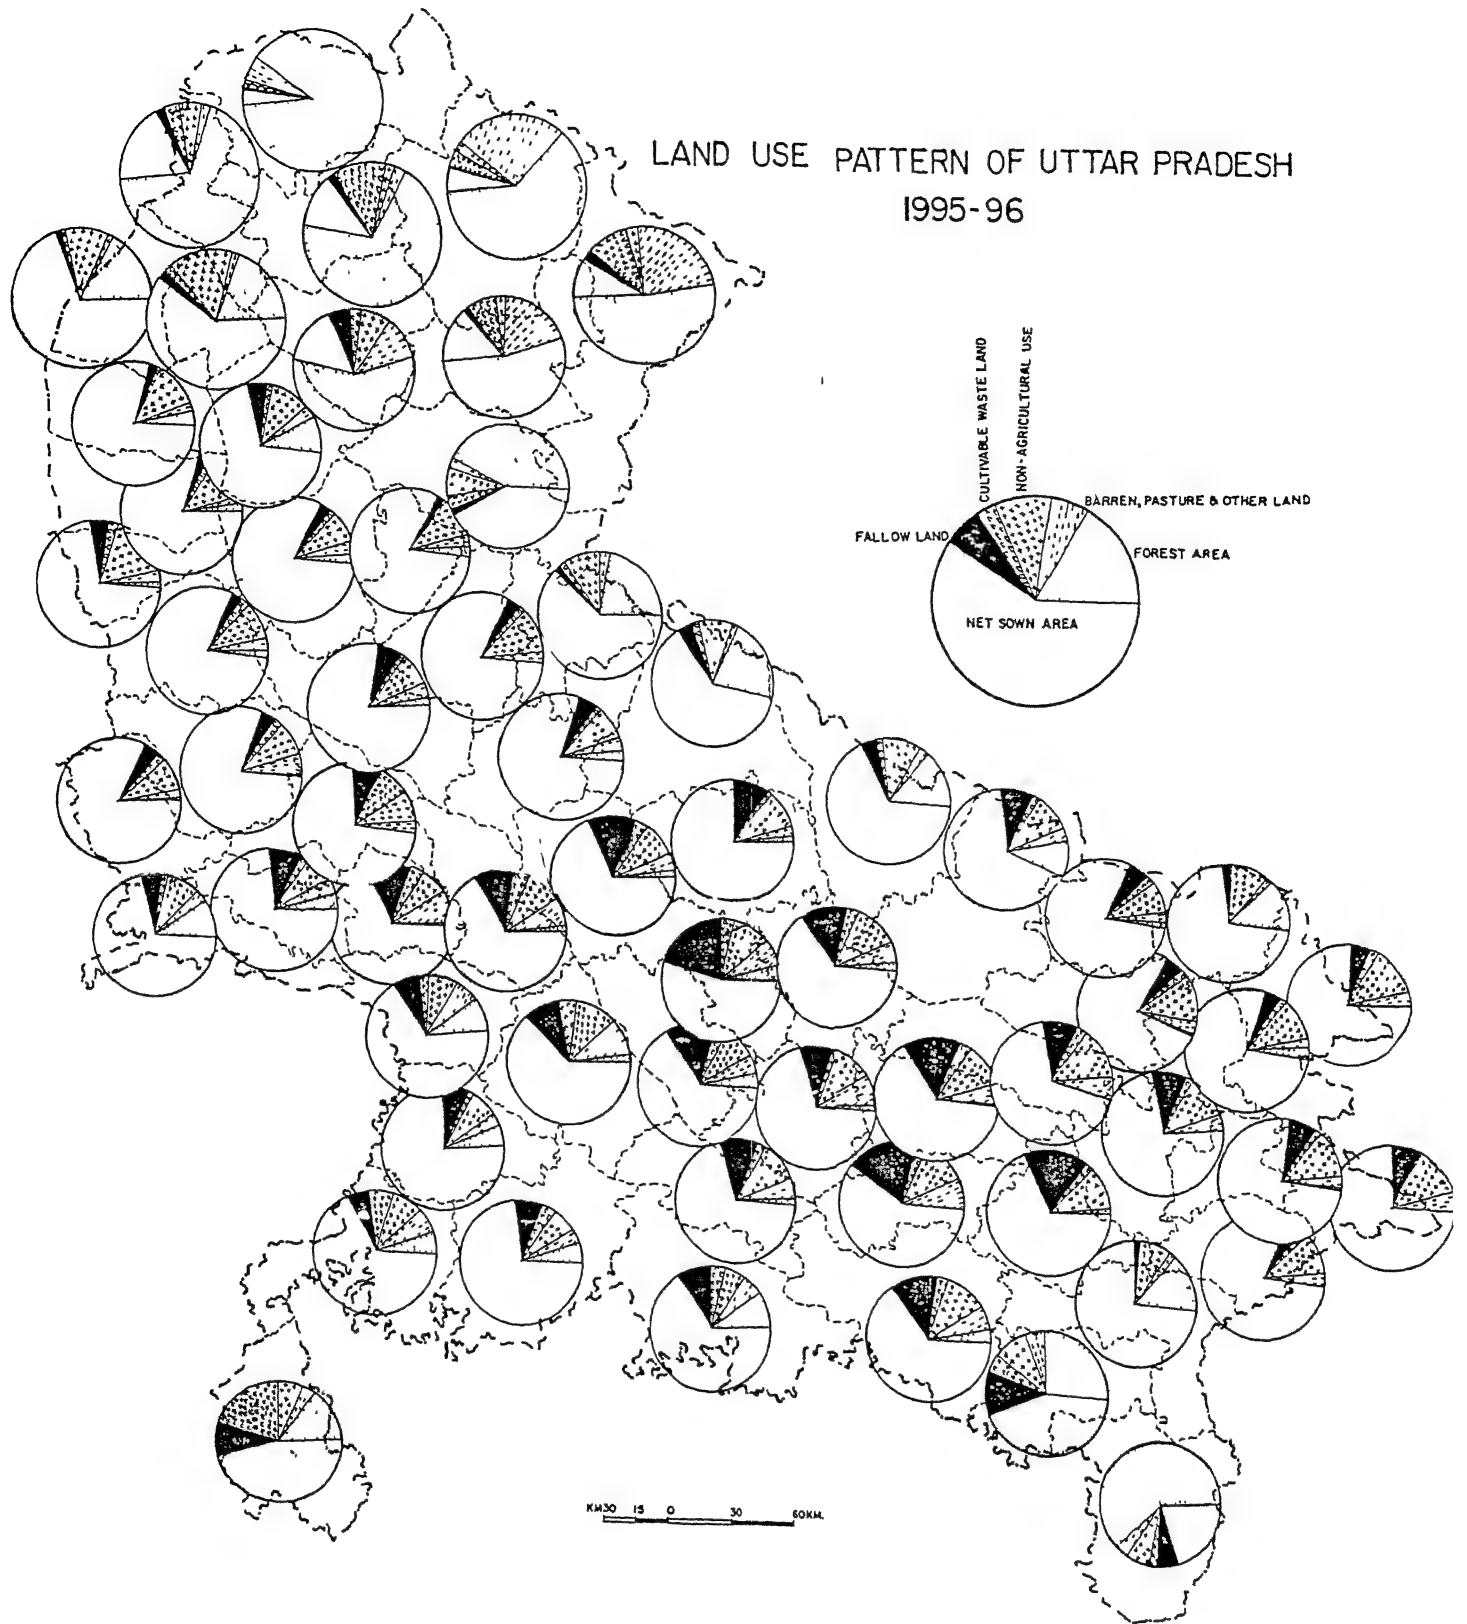 LAND USE PATTERN OF UTTAR PRADESH
1995-96
CULTIVABLE WASTE LAND
NON-AGRICULTURAL USE
BARREN, PASTURE & OTHER LAND
FALLOW LAND
FOREST AREA
NET SOWN AREA
KM30 15 0 30 60KM.